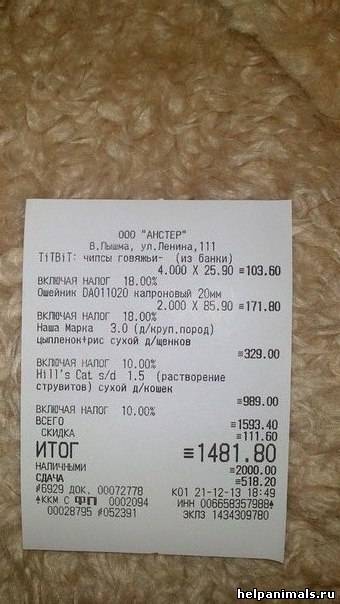 ООО "АНСТЕР"
В.Пышма, ул.Ленина,111
TiTBiT: чипсы говяжьи- (из банки)
4.000 X 25.90 ≡103.60
ВКЛЮЧАЯ НАЛОГ 18.00%
Ошейник DA011020 капроновый 20мм
2.000 X 85.90 ≡171.80
ВКЛЮЧАЯ НАЛОГ 18.00%
Наша Марка 3.0 (д/круп.пород)
цыпленок+рис сухой д/щенков
≡329.00
ВКЛЮЧАЯ НАЛОГ 10.00%
Hill's Cat s/d 1.5 (растворение
струвитов) сухой д/кошек
≡989.00
ВКЛЮЧАЯ НАЛОГ 10.00%
ВСЕГО ≡1593.40
СКИДКА ≡111.60
ИТОГ ≡1481.80
НАЛИЧНЫМИ ≡2000.00
СДАЧА ≡518.20
#6929 ДОК. 00072778 К01 21-12-13 18:49
ККМ С ФП 0002094 ИНН 006658357988
00028795 #052391 ЭКЛЗ 1434309780
helpanimals.ru